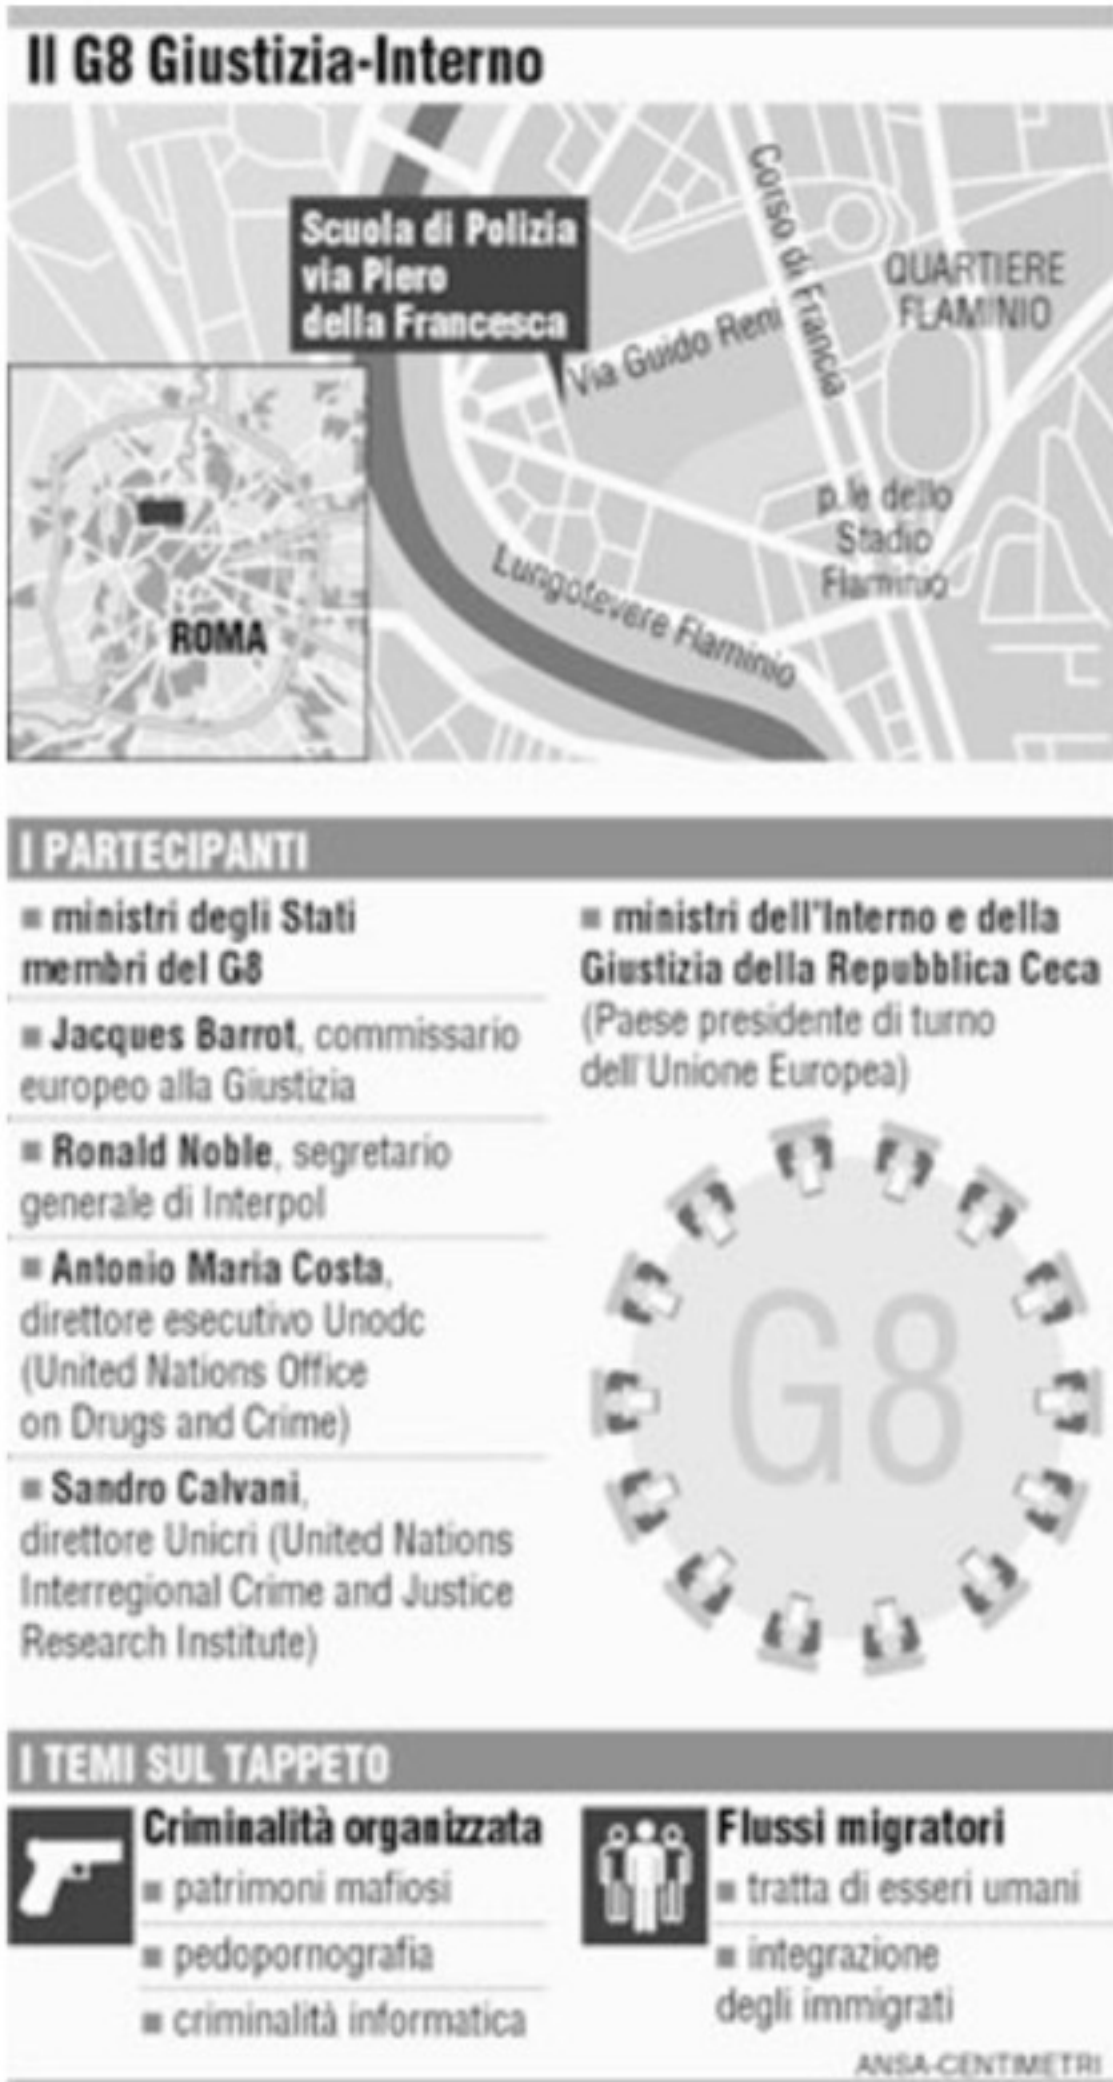 Il G8 Giustizia-Interno
Scuola di Polizia
via Piero
della Francesca
Corso di Francia
QUARTIERE
FLAMINIO
Via Guido Reni
p.le dello
Stadio
Flaminio
Lungotevere Flaminio
ROMA
I PARTECIPANTI
■ ministri degli Stati
membri del G8
■ Jacques Barrot, commissario
europeo alla Giustizia
■ Ronald Noble, segretario
generale di Interpol
■ Antonio Maria Costa,
direttore esecutivo Unodc
(United Nations Office
on Drugs and Crime)
■ Sandro Calvani,
direttore Unicri (United Nations
Interregional Crime and Justice
Research Institute)
■ ministri dell'Interno e della
Giustizia della Repubblica Ceca
(Paese presidente di turno
dell'Unione Europea)
G8
I TEMI SUL TAPPETO
Criminalità organizzata
■ patrimoni mafiosi
■ pedopornografia
■ criminalità informatica
Flussi migratori
■ tratta di esseri umani
■ integrazione
degli immigrati
ANSA-CENTIMETRI